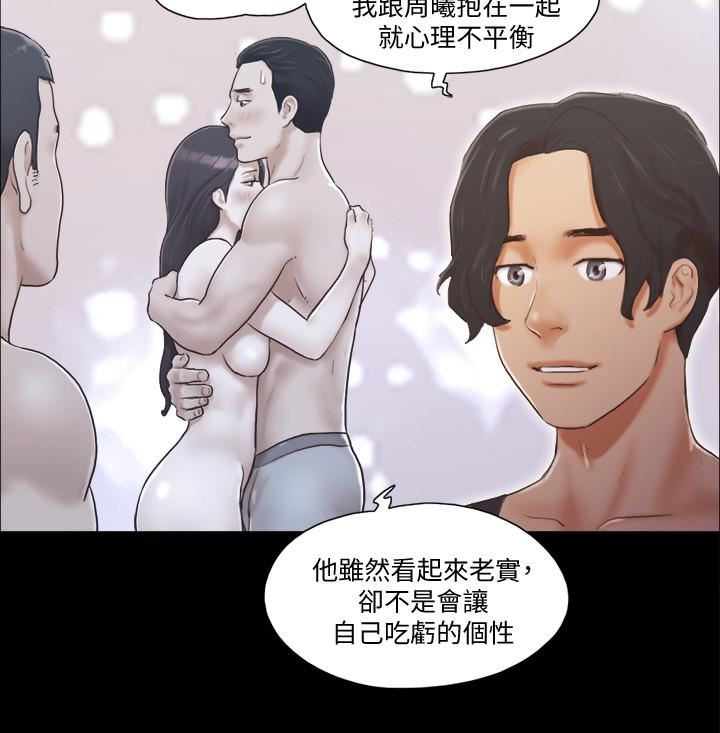 我跟周曦抱在一起
就心理不平衡
他雖然看起來老實，
卻不是會讓
自己吃虧的個性